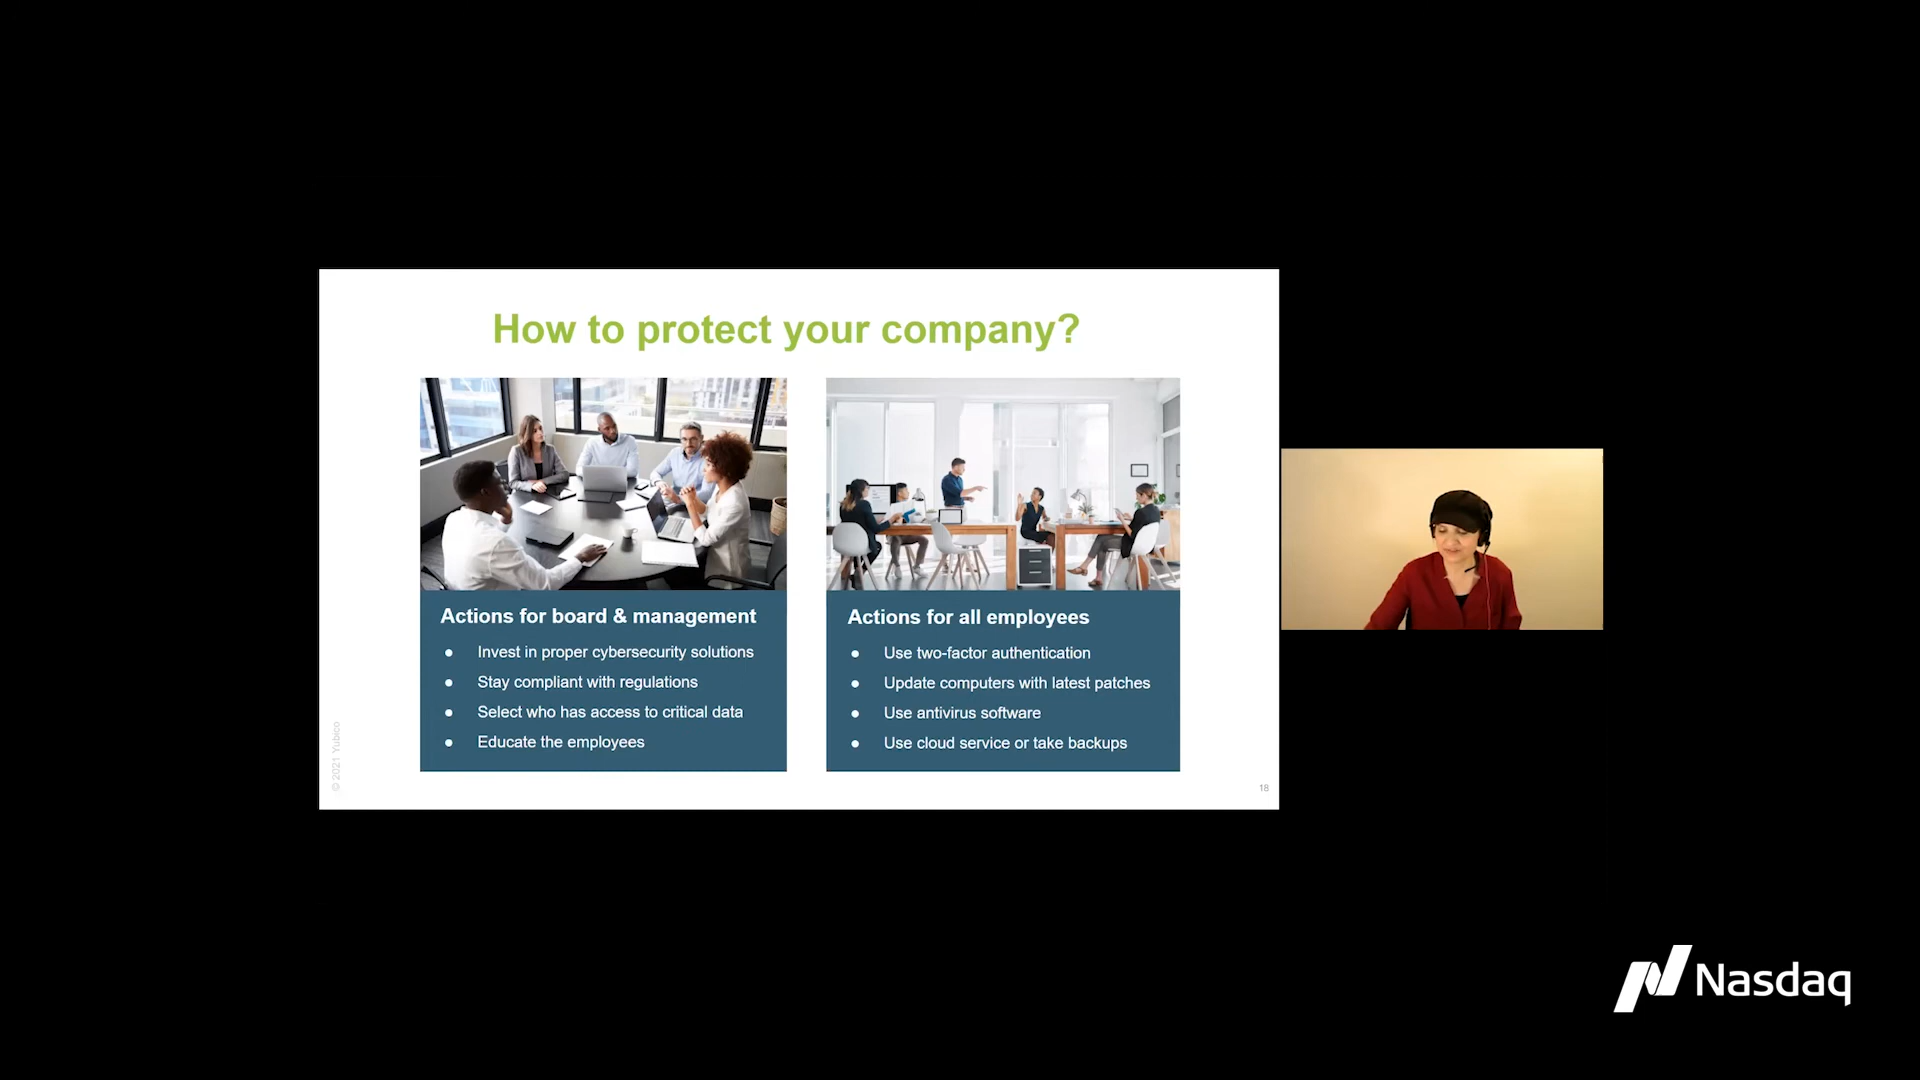 How to protect your company?
Actions for board & management
● Invest in proper cybersecurity solutions
● Stay compliant with regulations
● Select who has access to critical data
● Educate the employees
Actions for all employees
● Use two-factor authentication
● Update computers with latest patches
● Use antivirus software
● Use cloud service or take backups
© 2021 Yubico
18
Nasdaq